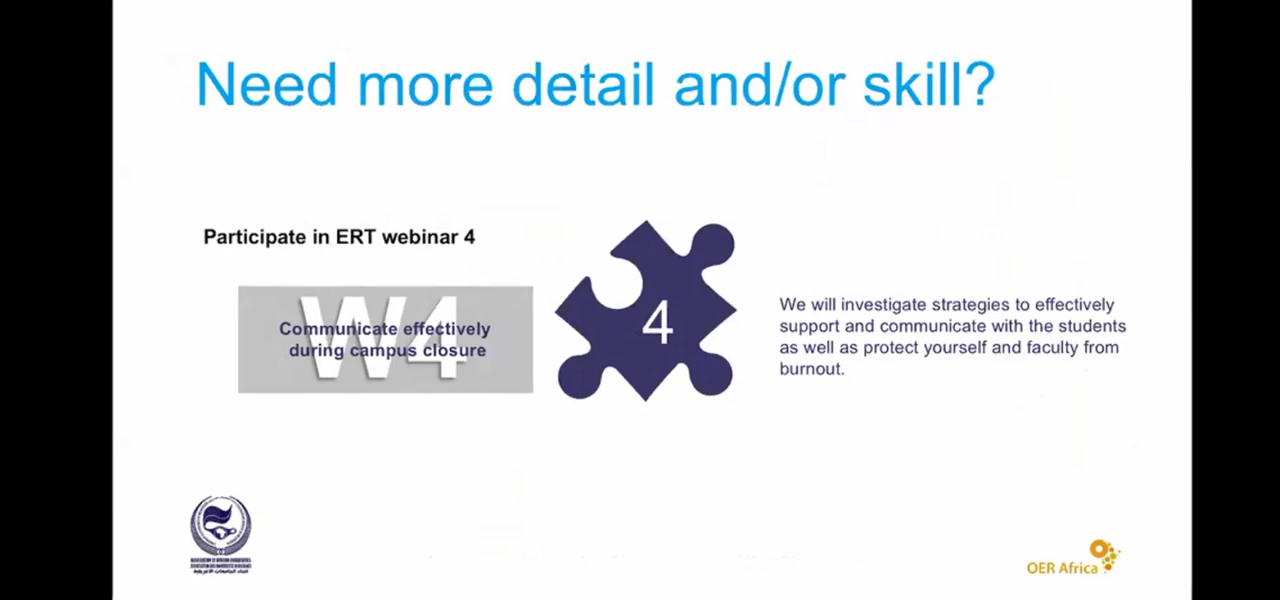 Need more detail and/or skill?
Participate in ERT webinar 4
W4
Communicate effectively
during campus closure
4
We will investigate strategies to effectively
support and communicate with the students
as well as protect yourself and faculty from
burnout.
OER Africa